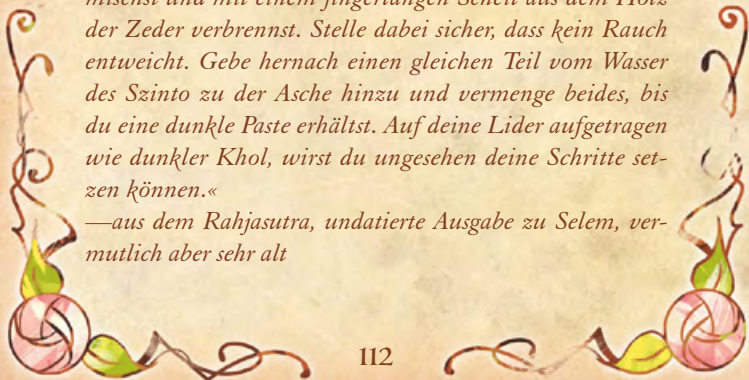 mischst und mit einem fingerlangen Scheit aus dem Holz
der Zeder verbrennst. Stelle dabei sicher, dass kein Rauch
entweicht. Gebe hernach einen gleichen Teil vom Wasser
des Szinto zu der Asche hinzu und vermenge beides, bis
du eine dunkle Paste erhältst. Auf deine Lider aufgetragen
wie dunkler Khol, wirst du ungesehen deine Schritte set-
zen können.«
—aus dem Rahjasutra, undatierte Ausgabe zu Selem, ver-
mutlich aber sehr alt
112